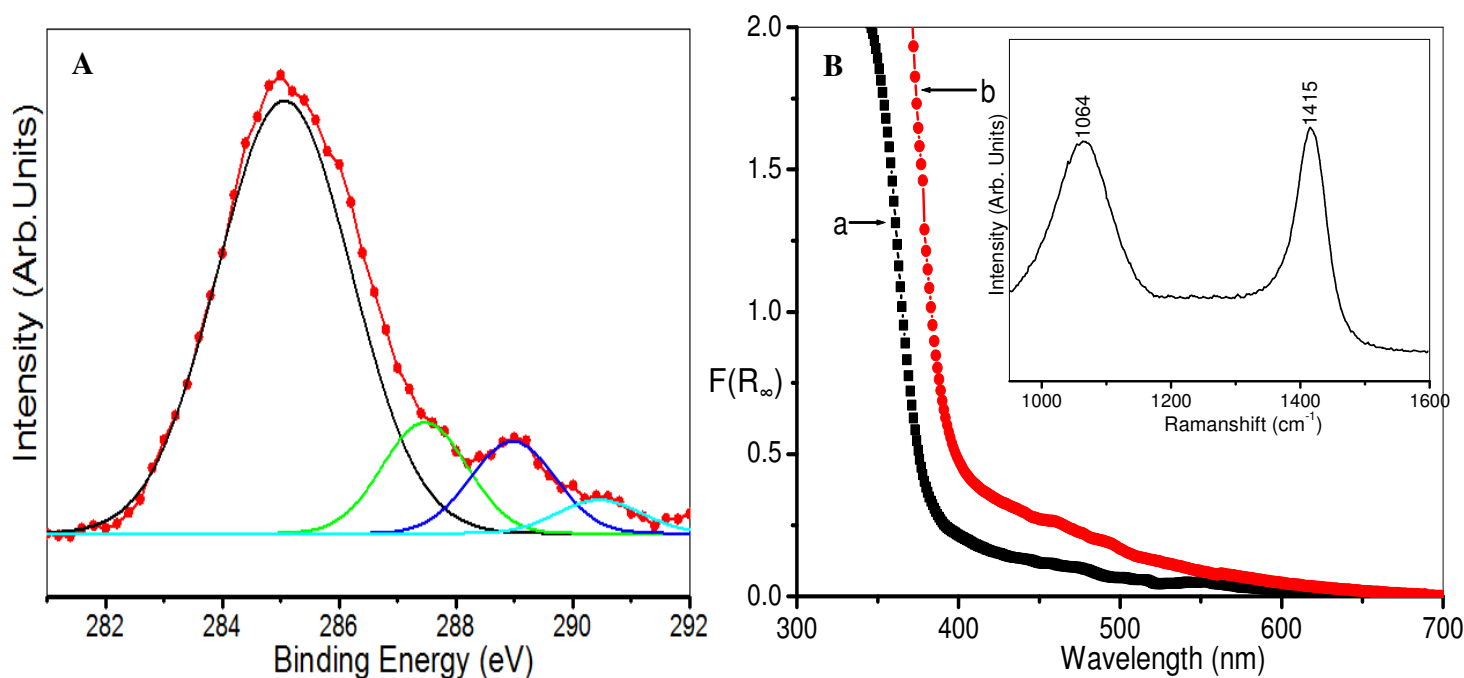 A
Intensity (Arb.Units)
282
284
286
288
290
292
Binding Energy (eV)
B
2.0
1.5
1.0
0.5
0.0
F(R∞)
300
400
500
600
700
Wavelength (nm)
a
b
Intensity (Arb. Units)
1064
1415
1000
1200
1400
1600
Ramanshift (cm⁻¹)